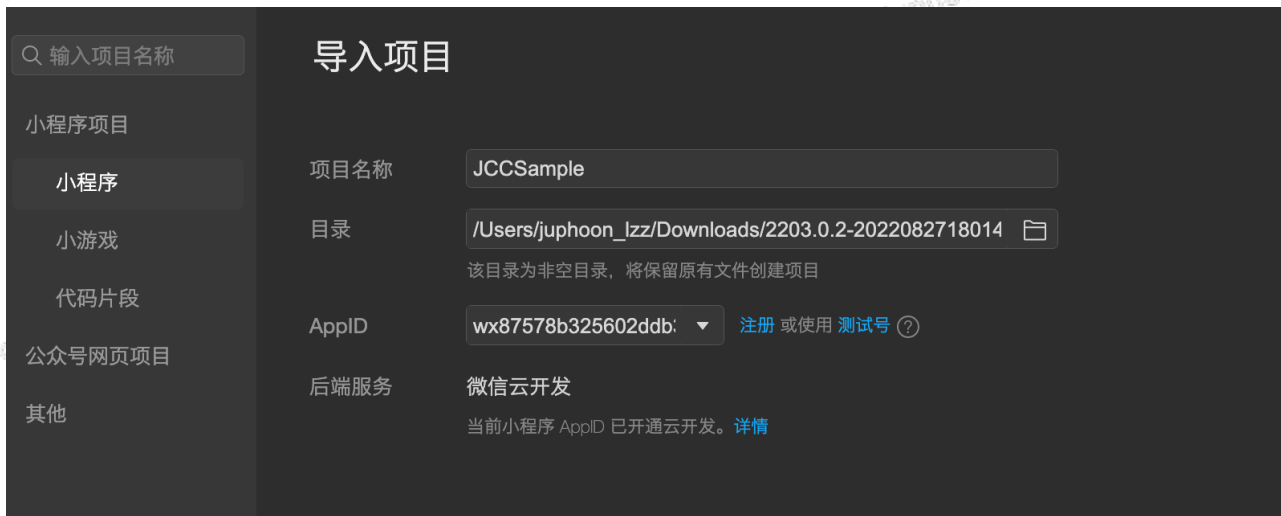 输入项目名称
导入项目
小程序项目
小程序
小游戏
代码片段
公众号网页项目
其他
项目名称
JCCSample
目录
/Users/juphoon_lzz/Downloads/2203.0.2-2022082718014
该目录为非空目录，将保留原有文件创建项目
AppID
wx87578b325602ddb
注册 或使用 测试号 ?
后端服务
微信云开发
当前小程序 AppID 已开通云开发。详情